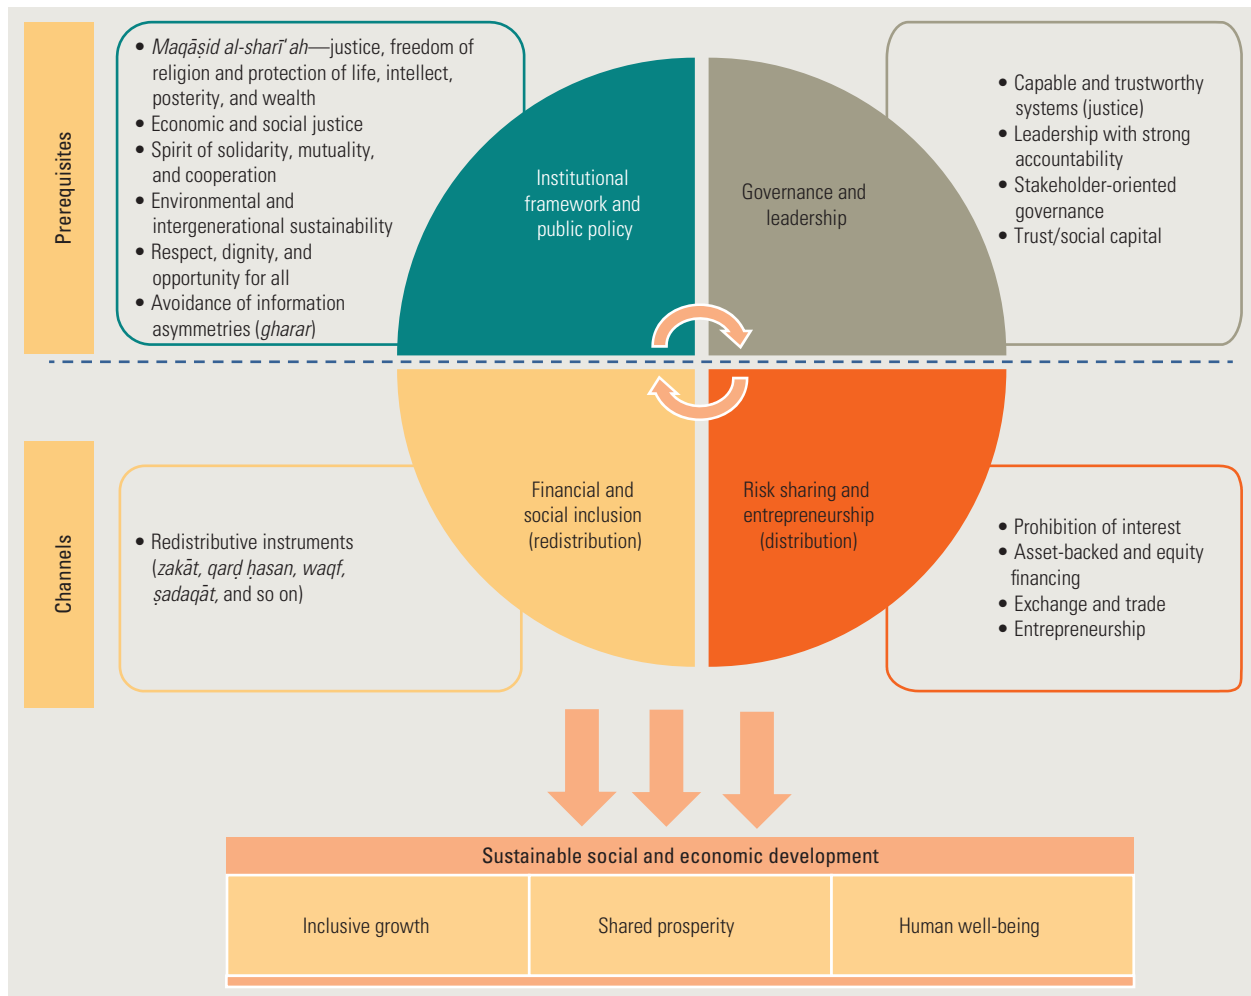 Prerequisites
• Maqāṣid al-sharī‘ah—justice, freedom of
religion and protection of life, intellect,
posterity, and wealth
• Economic and social justice
• Spirit of solidarity, mutuality,
and cooperation
• Environmental and
intergenerational sustainability
• Respect, dignity, and
opportunity for all
• Avoidance of information
asymmetries (gharar)
Institutional
framework and
public policy
Governance and
leadership
• Capable and trustworthy
systems (justice)
• Leadership with strong
accountability
• Stakeholder-oriented
governance
• Trust/social capital
Channels
• Redistributive instruments
(zakāt, qarḍ ḥasan, waqf,
ṣadaqāt, and so on)
Financial and
social inclusion
(redistribution)
Risk sharing and
entrepreneurship
(distribution)
• Prohibition of interest
• Asset-backed and equity
financing
• Exchange and trade
• Entrepreneurship
Sustainable social and economic development
Inclusive growth
Shared prosperity
Human well-being